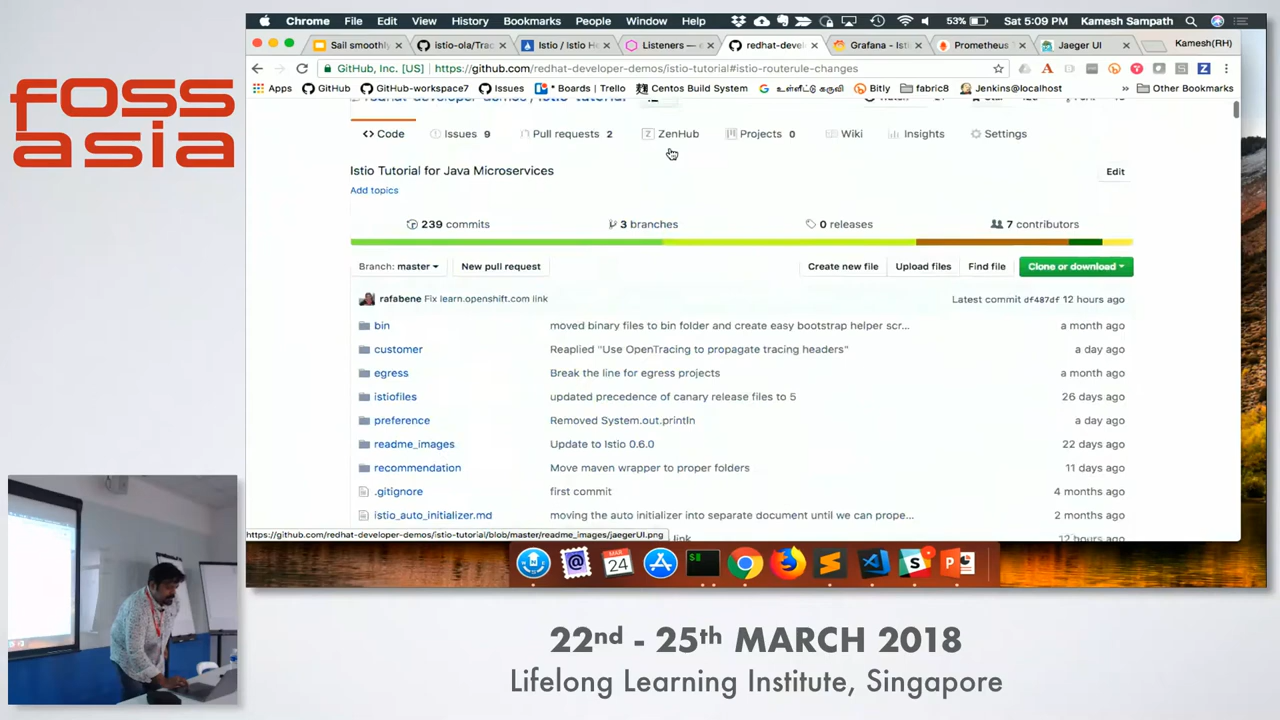 foss
asia
Chrome File Edit View History Bookmarks People Window Help 53% Sat 5:09 PM Kamesh Sampath
Sail smoothly istio-ola/Trac Istio / Istio He Listeners — e redhat-devel Grafana - Isti Prometheus Jaeger UI Kamesh(RH)
GitHub, Inc. [US] https://github.com/redhat-developer-demos/istio-tutorial#istio-routerule-changes
Apps GitHub GitHub-workspace7 Issues * Boards | Trello Centos Build System உள்ளிட்டு கருவி Bitly fabric8 Jenkins@localhost » Other Bookmarks
Code Issues 9 Pull requests 2 ZenHub Projects 0 Wiki Insights Settings
Istio Tutorial for Java Microservices Edit
Add topics
239 commits 3 branches 0 releases 7 contributors
Branch: master New pull request Create new file Upload files Find file Clone or download
rafabene Fix learn.openshift.com link Latest commit df487df 12 hours ago
bin moved binary files to bin folder and create easy bootstrap helper scr... a month ago
customer Reaplied "Use OpenTracing to propagate tracing headers" a day ago
egress Break the line for egress projects a month ago
istiofiles updated precedence of canary release files to 5 26 days ago
preference Removed System.out.println a day ago
readme_images Update to Istio 0.6.0 22 days ago
recommendation Move maven wrapper to proper folders 11 days ago
.gitignore first commit 4 months ago
istio_auto_initializer.md moving the auto initializer into separate document until we can prope... 2 months ago
https://github.com/redhat-developer-demos/istio-tutorial/blob/master/readme_images/jaegerUI.png link
MAR
24
22nd - 25th MARCH 2018
Lifelong Learning Institute, Singapore